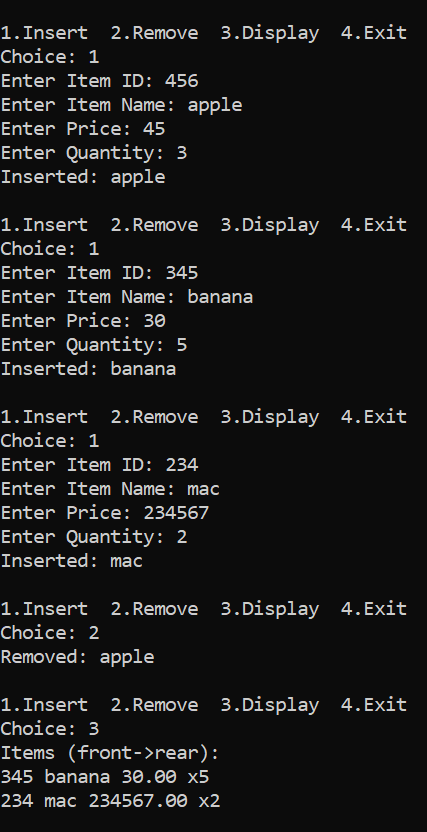 1.Insert  2.Remove  3.Display  4.Exit
Choice: 1
Enter Item ID: 456
Enter Item Name: apple
Enter Price: 45
Enter Quantity: 3
Inserted: apple

1.Insert  2.Remove  3.Display  4.Exit
Choice: 1
Enter Item ID: 345
Enter Item Name: banana
Enter Price: 30
Enter Quantity: 5
Inserted: banana

1.Insert  2.Remove  3.Display  4.Exit
Choice: 1
Enter Item ID: 234
Enter Item Name: mac
Enter Price: 234567
Enter Quantity: 2
Inserted: mac

1.Insert  2.Remove  3.Display  4.Exit
Choice: 2
Removed: apple

1.Insert  2.Remove  3.Display  4.Exit
Choice: 3
Items (front->rear):
345 banana 30.00 x5
234 mac 234567.00 x2